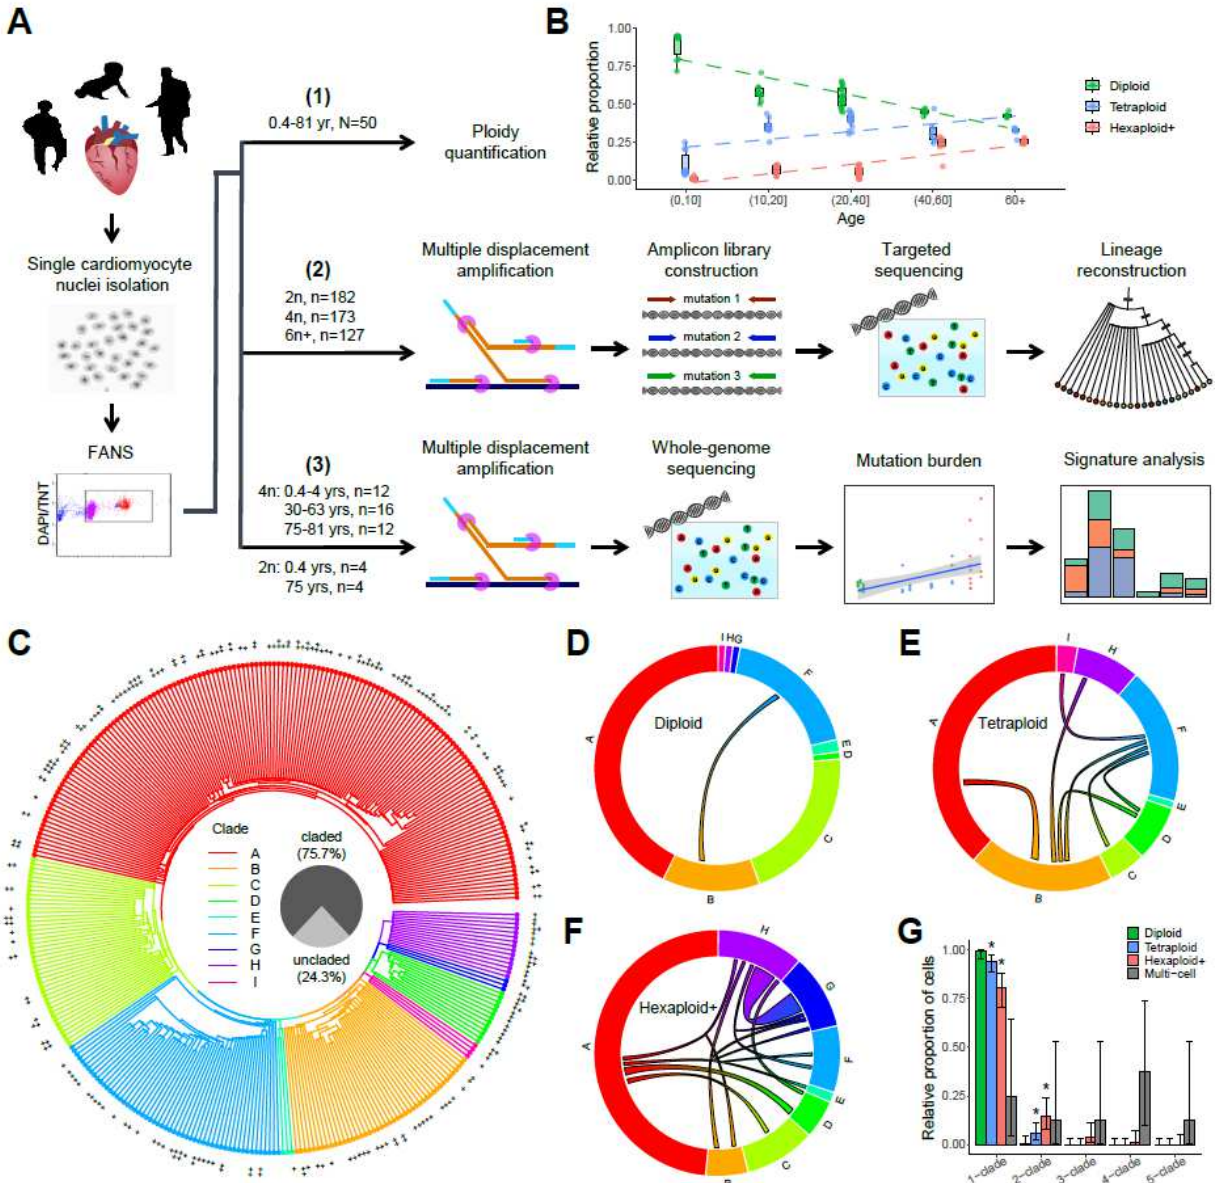 A
(1)
0.4-81 yr, N=50
Ploidy
quantification
Single cardiomyocyte
nuclei isolation
FANS
DAPI/TNT
(2)
2n, n=182
4n, n=173
6n+, n=127
Multiple displacement
amplification
Amplicon library
construction
mutation 1
mutation 2
mutation 3
Targeted
sequencing
Lineage
reconstruction
(3)
4n: 0.4-4 yrs, n=12
30-63 yrs, n=16
75-81 yrs, n=12
2n: 0.4 yrs, n=4
75 yrs, n=4
Multiple displacement
amplification
Whole-genome
sequencing
Mutation burden
Signature analysis
B
Relative proportion
1.00
0.75
0.50
0.25
0.00
(0,10]
(10,20]
(20,40]
(40,60]
60+
Age
Diploid
Tetraploid
Hexaploid+
C
Clade
A
B
C
D
E
F
G
H
I
claded
(75.7%)
uncladed
(24.3%)
D
Diploid
I
H
G
F
E
D
C
B
A
E
Tetraploid
I
H
F
E
D
C
B
A
F
Hexaploid+
H
G
F
E
D
C
B
A
G
Relative proportion of cells
1.00
0.75
0.50
0.25
0.00
* *
* *
1-clade
2-clade
3-clade
4-clade
5-clade
Diploid
Tetraploid
Hexaploid+
Multi-cell